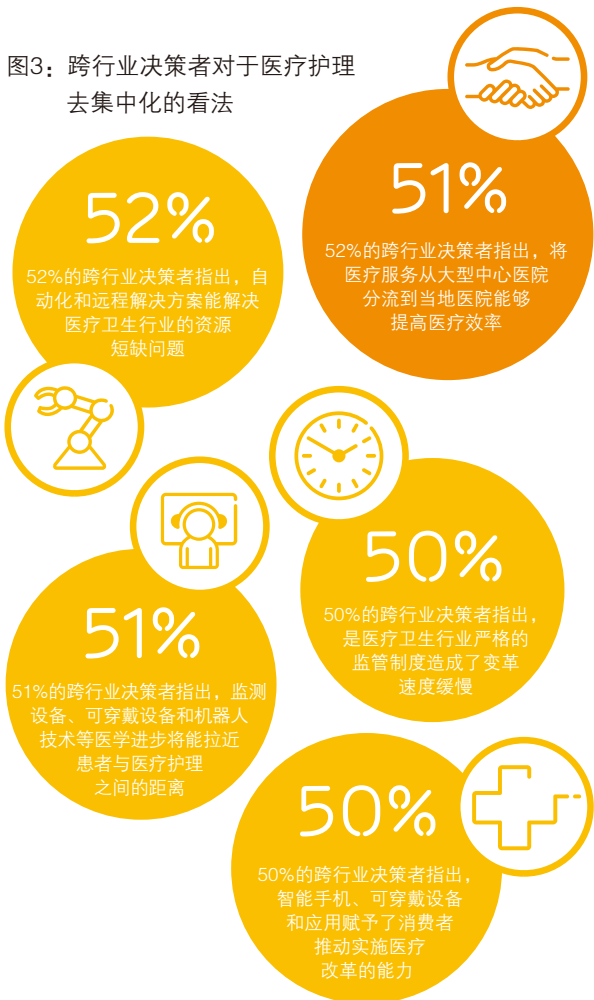 图3：跨行业决策者对于医疗护理
去集中化的看法
52%
52%的跨行业决策者指出，自
动化和远程解决方案能解决
医疗卫生行业的资源
短缺问题
51%
52%的跨行业决策者指出，将
医疗服务从大型中心医院
分流到当地医院能够
提高医疗效率
51%
51%的跨行业决策者指出，监测
设备、可穿戴设备和机器人
技术等医学进步将能拉近
患者与医疗护理
之间的距离
50%
50%的跨行业决策者指出，
是医疗卫生行业严格的
监管制度造成了变革
速度缓慢
50%
50%的跨行业决策者指出，
智能手机、可穿戴设备
和应用赋予了消费者
推动实施医疗
改革的能力